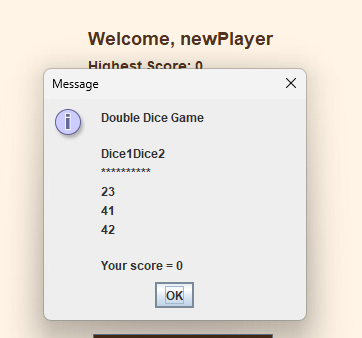 Welcome, newPlayer
Highest Score: 0
Message
Double Dice Game
Dice1Dice2
**********
23
41
42
Your score = 0
OK